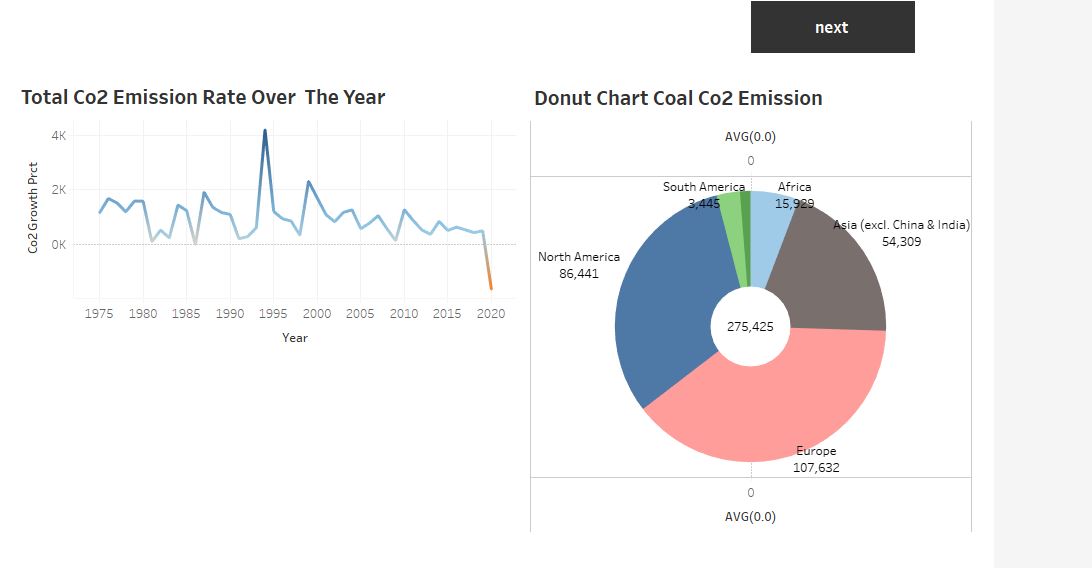 next
Total Co2 Emission Rate Over  The Year
4K
2K
0K
Co2 Growth Prct
1975 1980 1985 1990 1995 2000 2005 2010 2015 2020
Year
Donut Chart Coal Co2 Emission
AVG(0.0)
0
South America
3,445
Africa
15,929
Asia (excl. China & India)
54,309
North America
86,441
275,425
Europe
107,632
0
AVG(0.0)